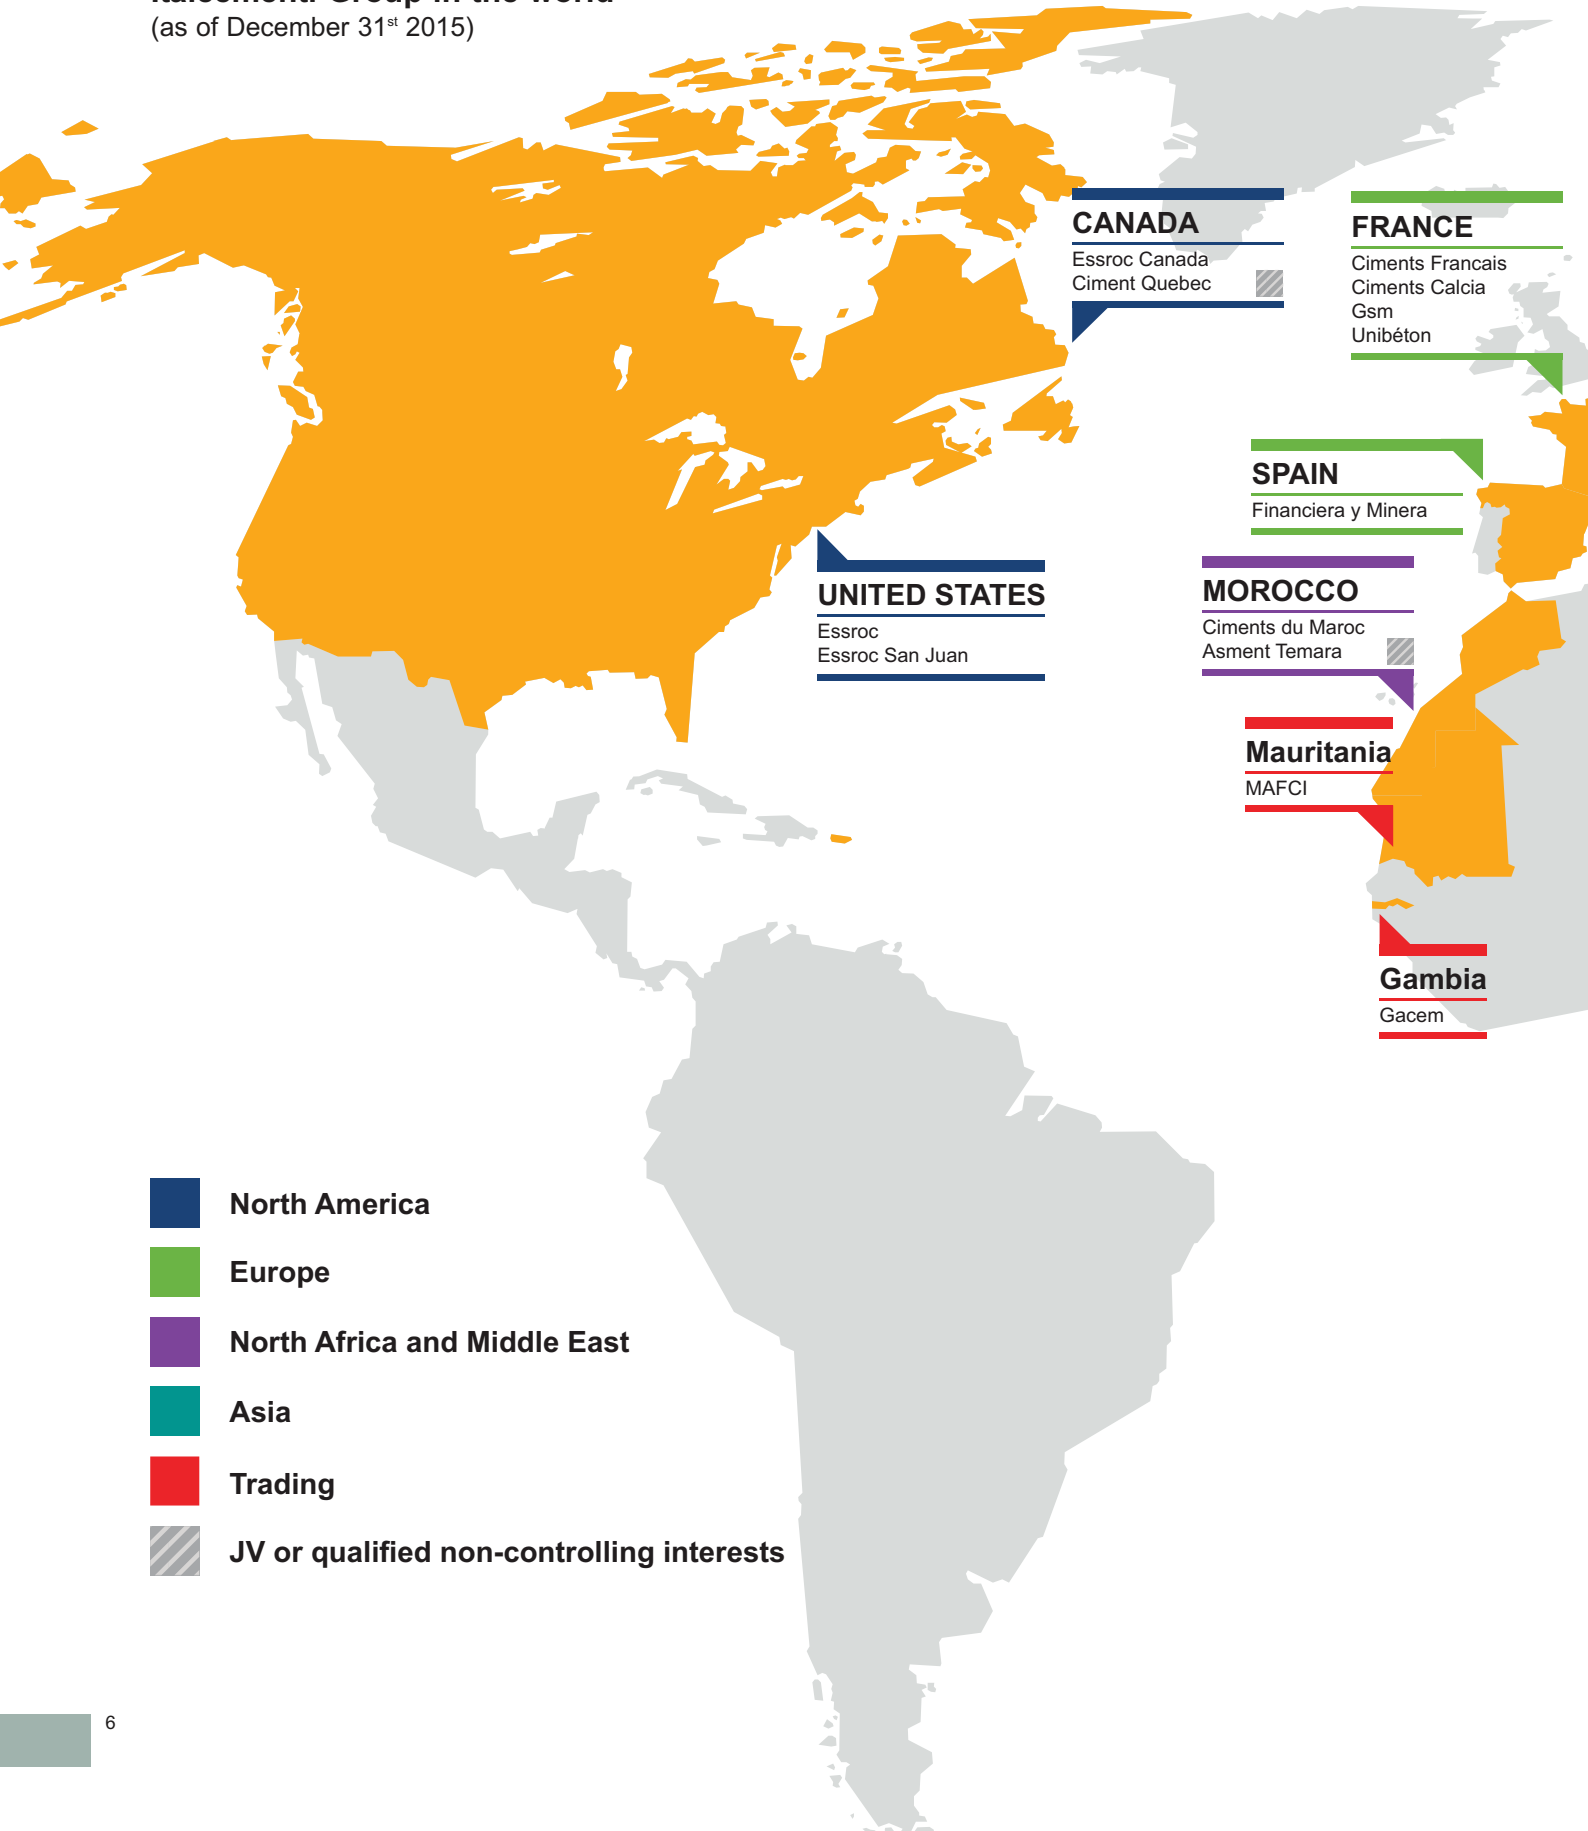 (as of December 31st 2015)
CANADA
Essroc Canada
Ciment Quebec
FRANCE
Ciments Francais
Ciments Calcia
Gsm
Unibéton
SPAIN
Financiera y Minera
UNITED STATES
Essroc
Essroc San Juan
MOROCCO
Ciments du Maroc
Asment Temara
Mauritania
MAFCI
Gambia
Gacem
North America
Europe
North Africa and Middle East
Asia
Trading
JV or qualified non-controlling interests
6